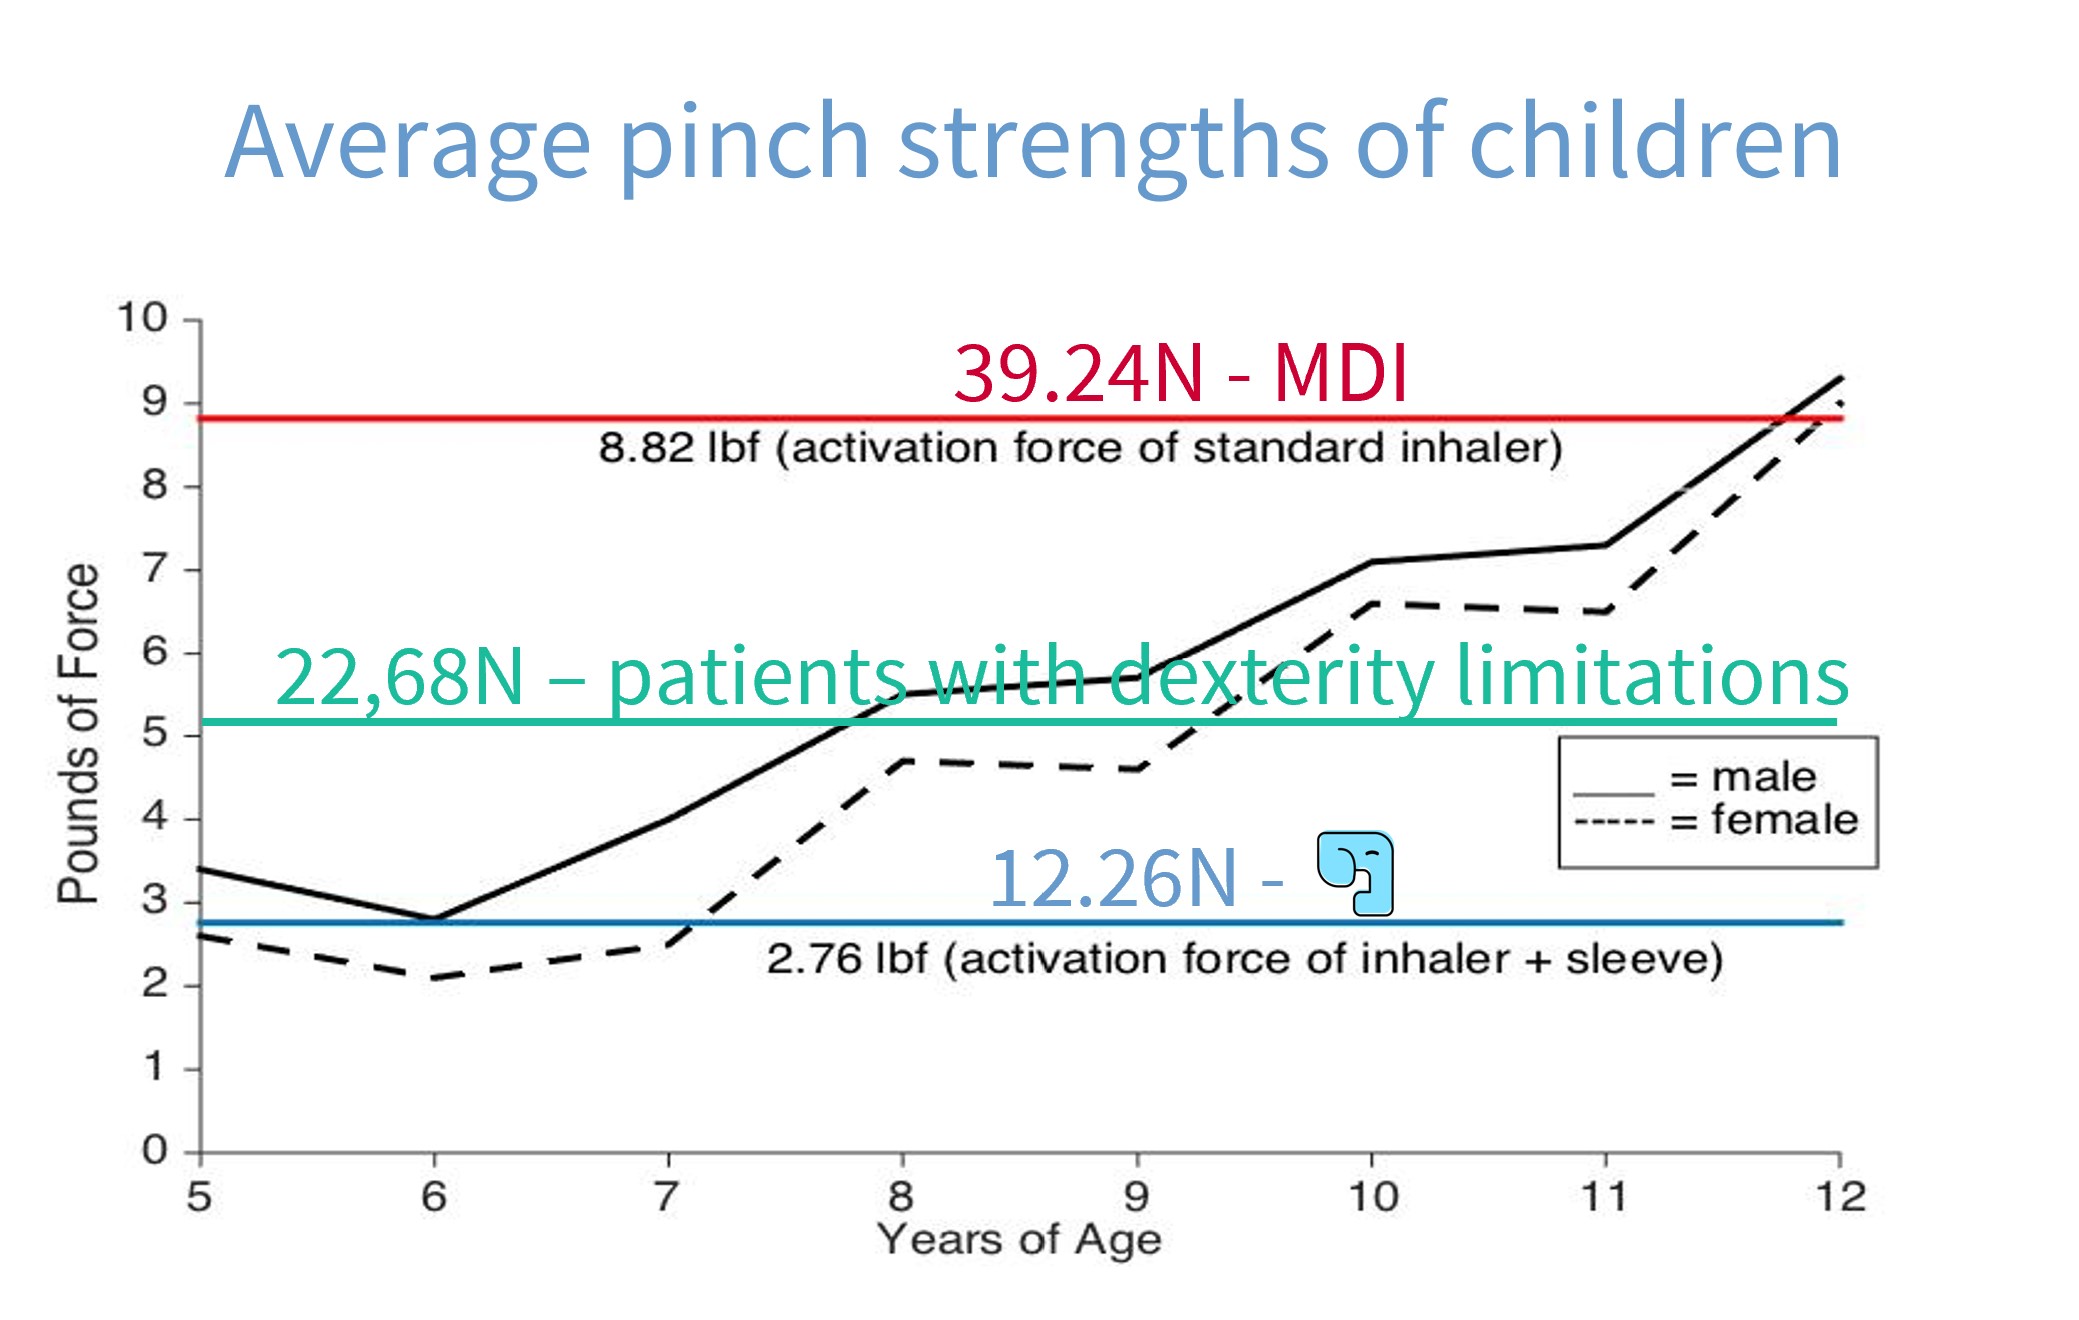 Average pinch strengths of children
10
39.24N - MDI
9
8.82 lbf (activation force of standard inhaler)
8
7
Pounds of Force
6
22,68N – patients with dexterity limitations
5
= male
= female
4
12.26N -
3
2.76 lbf (activation force of inhaler + sleeve)
2
1
0
5 6 7 8 9 10 11 12
Years of Age